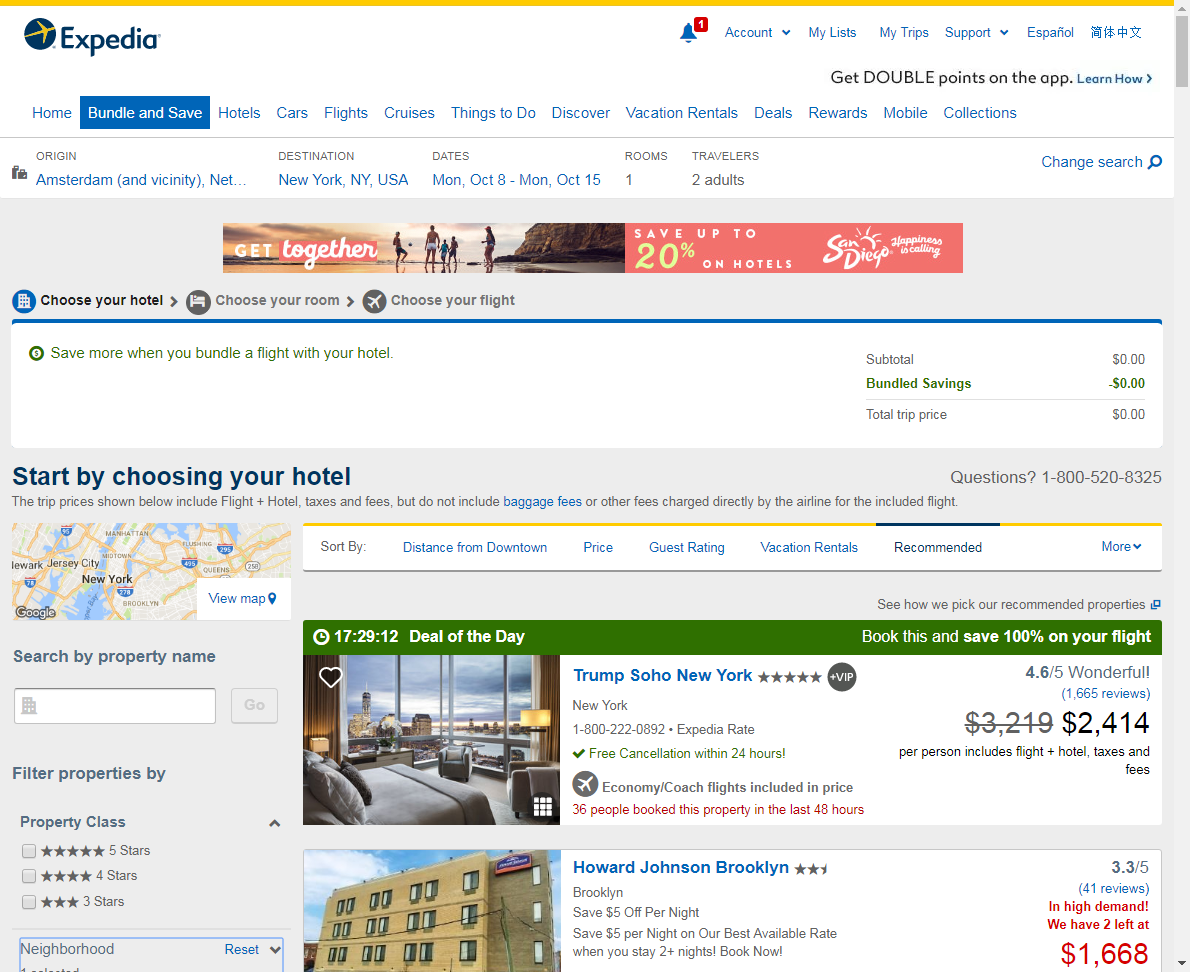 Expedia
1
Account
My Lists
My Trips
Support
Español
简体中文
Get DOUBLE points on the app. Learn How
Home
Bundle and Save
Hotels
Cars
Flights
Cruises
Things to Do
Discover
Vacation Rentals
Deals
Rewards
Mobile
Collections
ORIGIN
DESTINATION
DATES
ROOMS
TRAVELERS
Amsterdam (and vicinity), Net...
New York, NY, USA
Mon, Oct 8 - Mon, Oct 15
1
2 adults
Change search
GET together
SAVE UP TO
20% ON HOTELS
San Diego
Happiness is calling
Choose your hotel
Choose your room
Choose your flight
Save more when you bundle a flight with your hotel.
Subtotal $0.00
Bundled Savings -$0.00
Total trip price $0.00
Start by choosing your hotel
Questions? 1-800-520-8325
The trip prices shown below include Flight + Hotel, taxes and fees, but do not include baggage fees or other fees charged directly by the airline for the included flight.
MANHATTAN
FLUSHING
95
295
MIDTOWN
lewark
Jersey City
495
QUEENS
New York
78
278
BROOKLYN
Google
View map
Sort By:
Distance from Downtown
Price
Guest Rating
Vacation Rentals
Recommended
More
See how we pick our recommended properties
Search by property name
Go
Filter properties by
Property Class
5 Stars
4 Stars
3 Stars
Neighborhood
Reset
1 selected
17:29:12 Deal of the Day
Book this and save 100% on your flight
Trump Soho New York
+VIP
New York
1-800-222-0892 • Expedia Rate
Free Cancellation within 24 hours!
Economy/Coach flights included in price
36 people booked this property in the last 48 hours
4.6/5 Wonderful!
(1,665 reviews)
$3,219 $2,414
per person includes flight + hotel, taxes and
fees
Howard Johnson Brooklyn
Brooklyn
Save $5 Off Per Night
Save $5 per Night on Our Best Available Rate
when you stay 2+ nights! Book Now!
3.3/5
(41 reviews)
In high demand!
We have 2 left at
$1,668